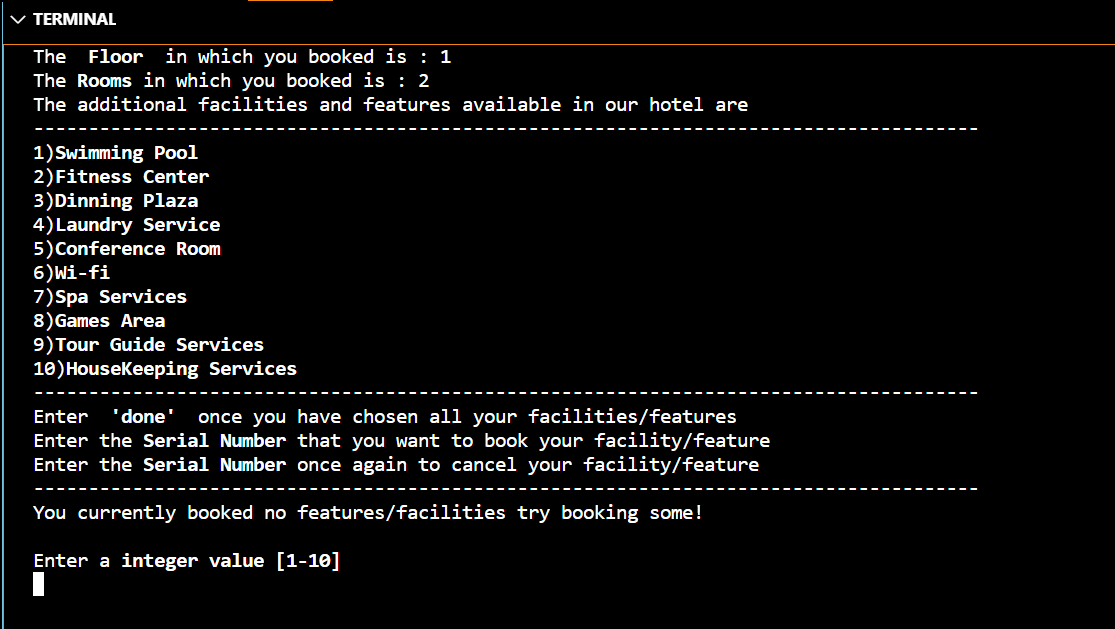 TERMINAL
The  Floor  in which you booked is : 1
The Rooms in which you booked is : 2
The additional facilities and features available in our hotel are
--------------------------------------------------------------------------------------
1)Swimming Pool
2)Fitness Center
3)Dinning Plaza
4)Laundry Service
5)Conference Room
6)Wi-fi
7)Spa Services
8)Games Area
9)Tour Guide Services
10)HouseKeeping Services
--------------------------------------------------------------------------------------
Enter  'done'  once you have chosen all your facilities/features
Enter the Serial Number that you want to book your facility/feature
Enter the Serial Number once again to cancel your facility/feature
--------------------------------------------------------------------------------------
You currently booked no features/facilities try booking some!
Enter a integer value [1-10]